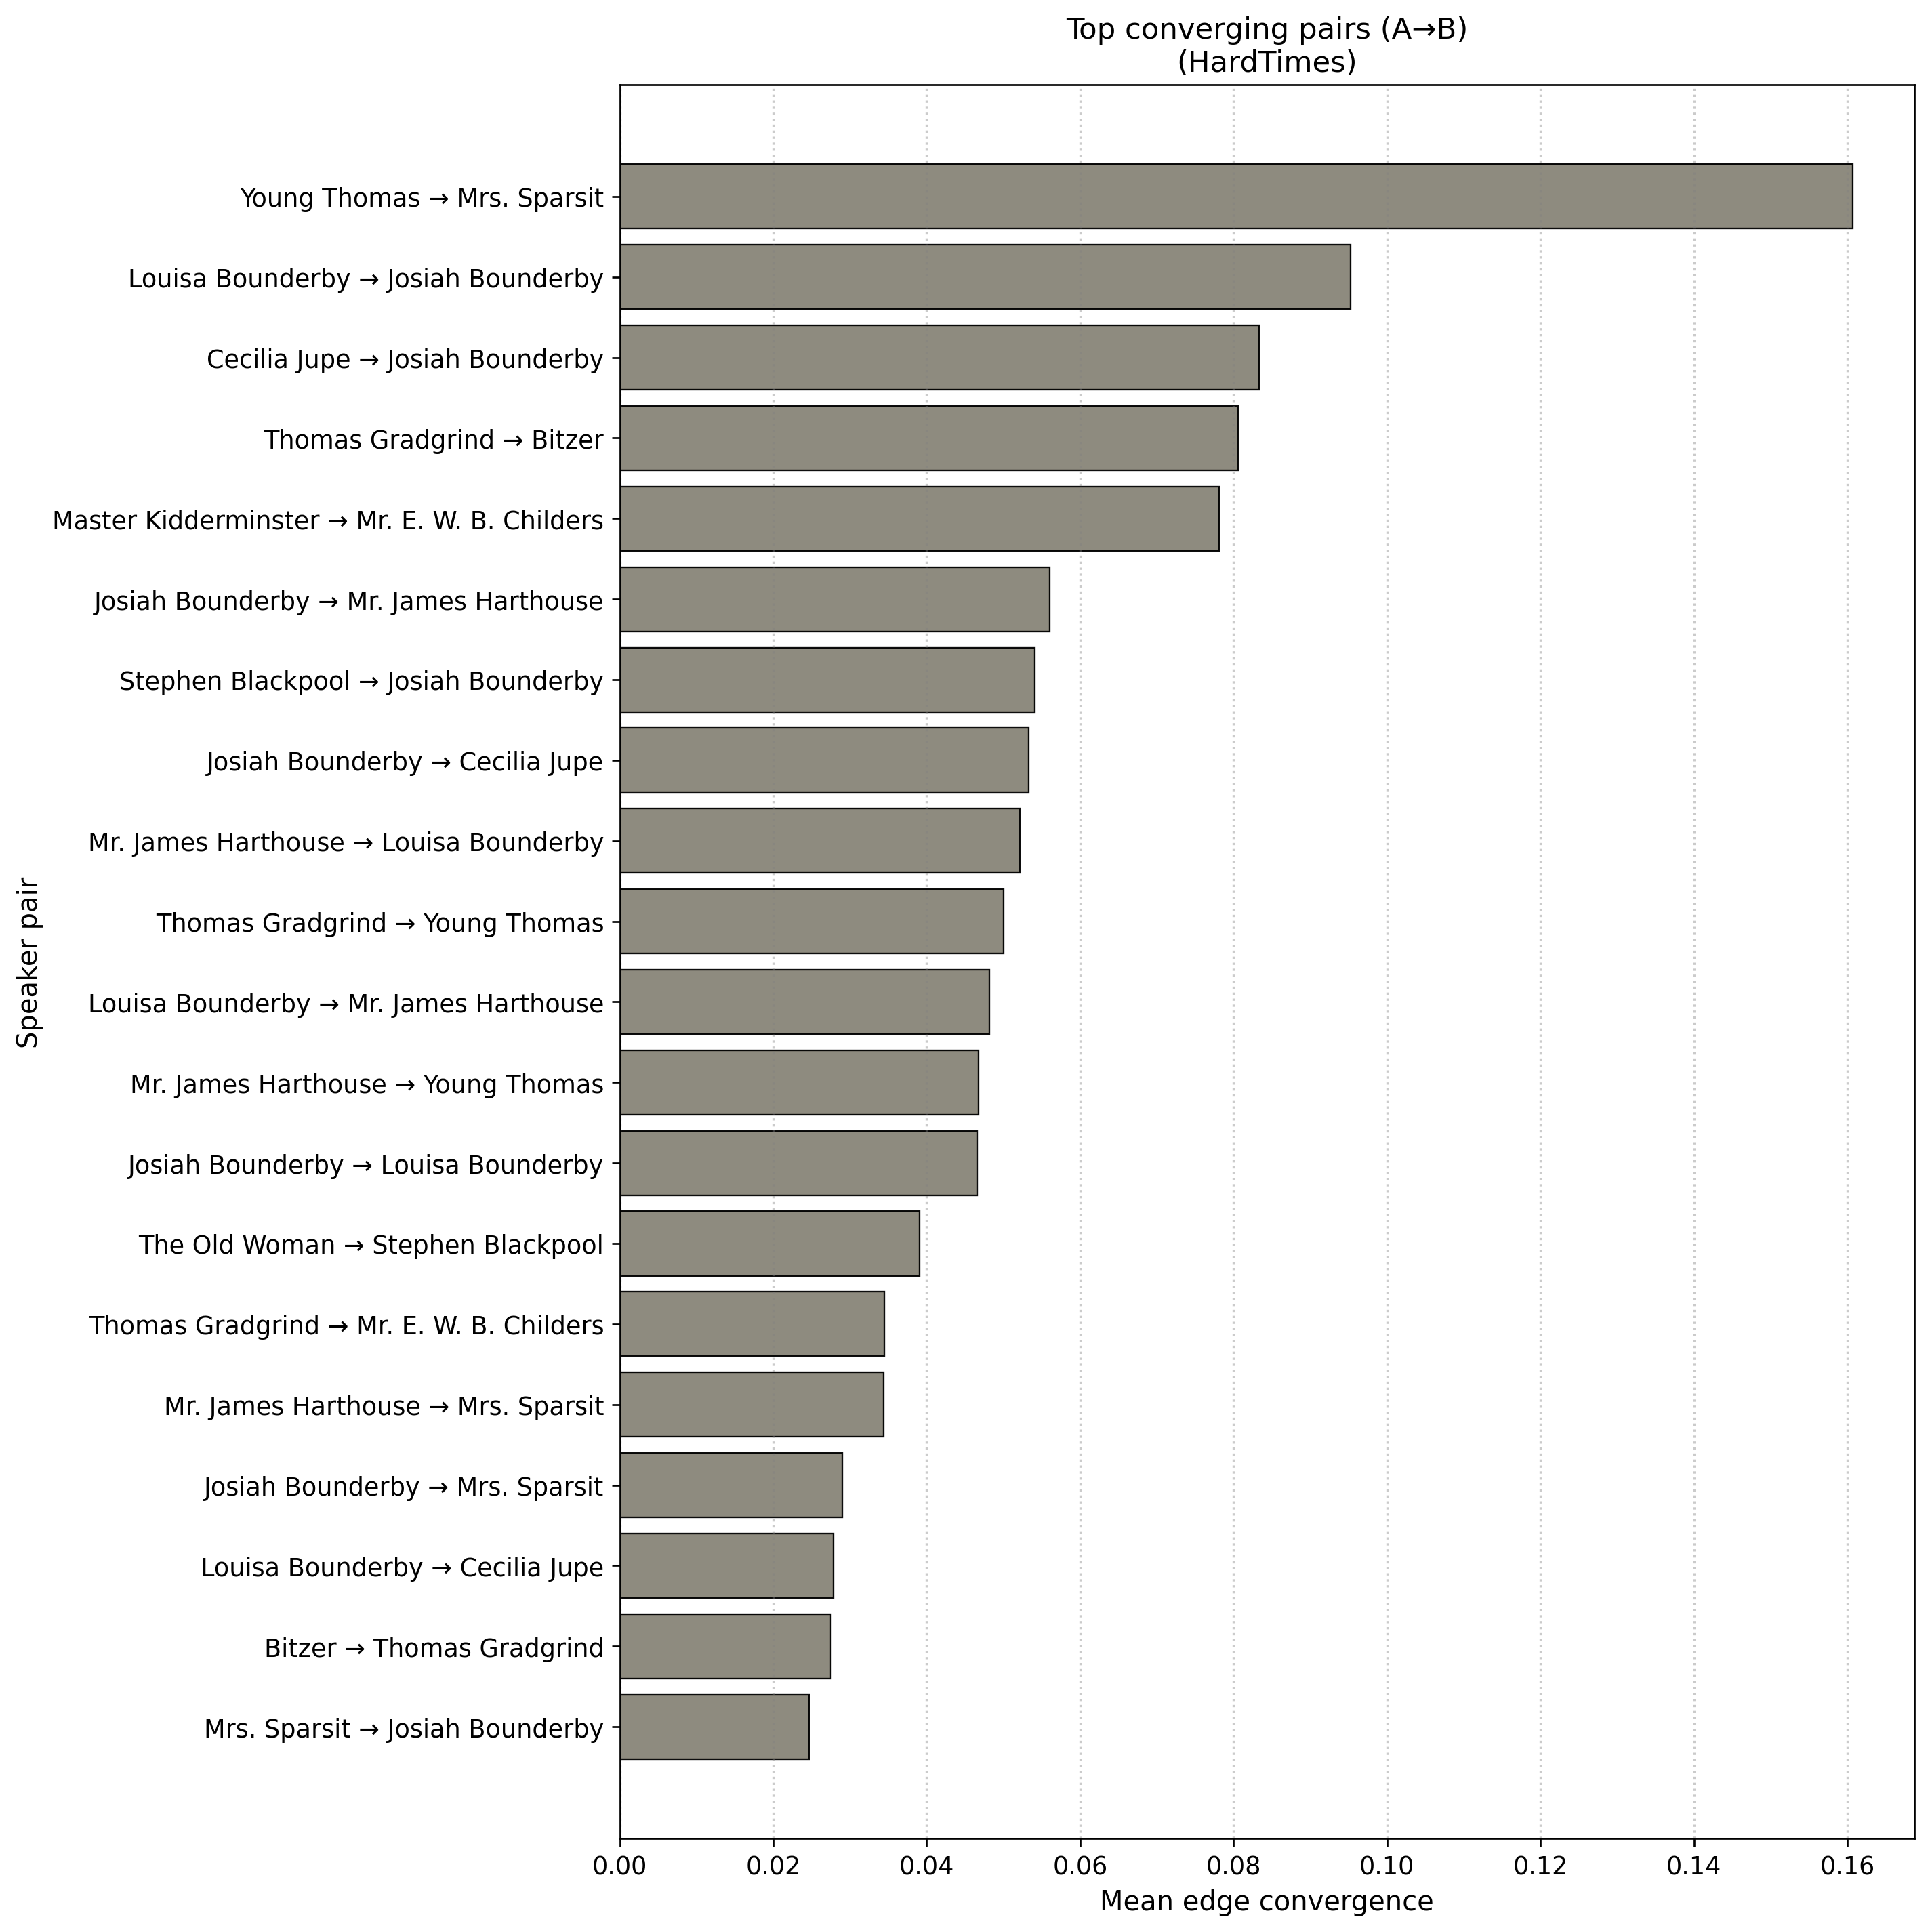 Top converging pairs (A→B)
(HardTimes)
Young Thomas → Mrs. Sparsit
Louisa Bounderby → Josiah Bounderby
Cecilia Jupe → Josiah Bounderby
Thomas Gradgrind → Bitzer
Master Kidderminster → Mr. E. W. B. Childers
Josiah Bounderby → Mr. James Harthouse
Stephen Blackpool → Josiah Bounderby
Josiah Bounderby → Cecilia Jupe
Mr. James Harthouse → Louisa Bounderby
Thomas Gradgrind → Young Thomas
Louisa Bounderby → Mr. James Harthouse
Mr. James Harthouse → Young Thomas
Josiah Bounderby → Louisa Bounderby
The Old Woman → Stephen Blackpool
Thomas Gradgrind → Mr. E. W. B. Childers
Mr. James Harthouse → Mrs. Sparsit
Josiah Bounderby → Mrs. Sparsit
Louisa Bounderby → Cecilia Jupe
Bitzer → Thomas Gradgrind
Mrs. Sparsit → Josiah Bounderby
Speaker pair
0.00 0.02 0.04 0.06 0.08 0.10 0.12 0.14 0.16
Mean edge convergence